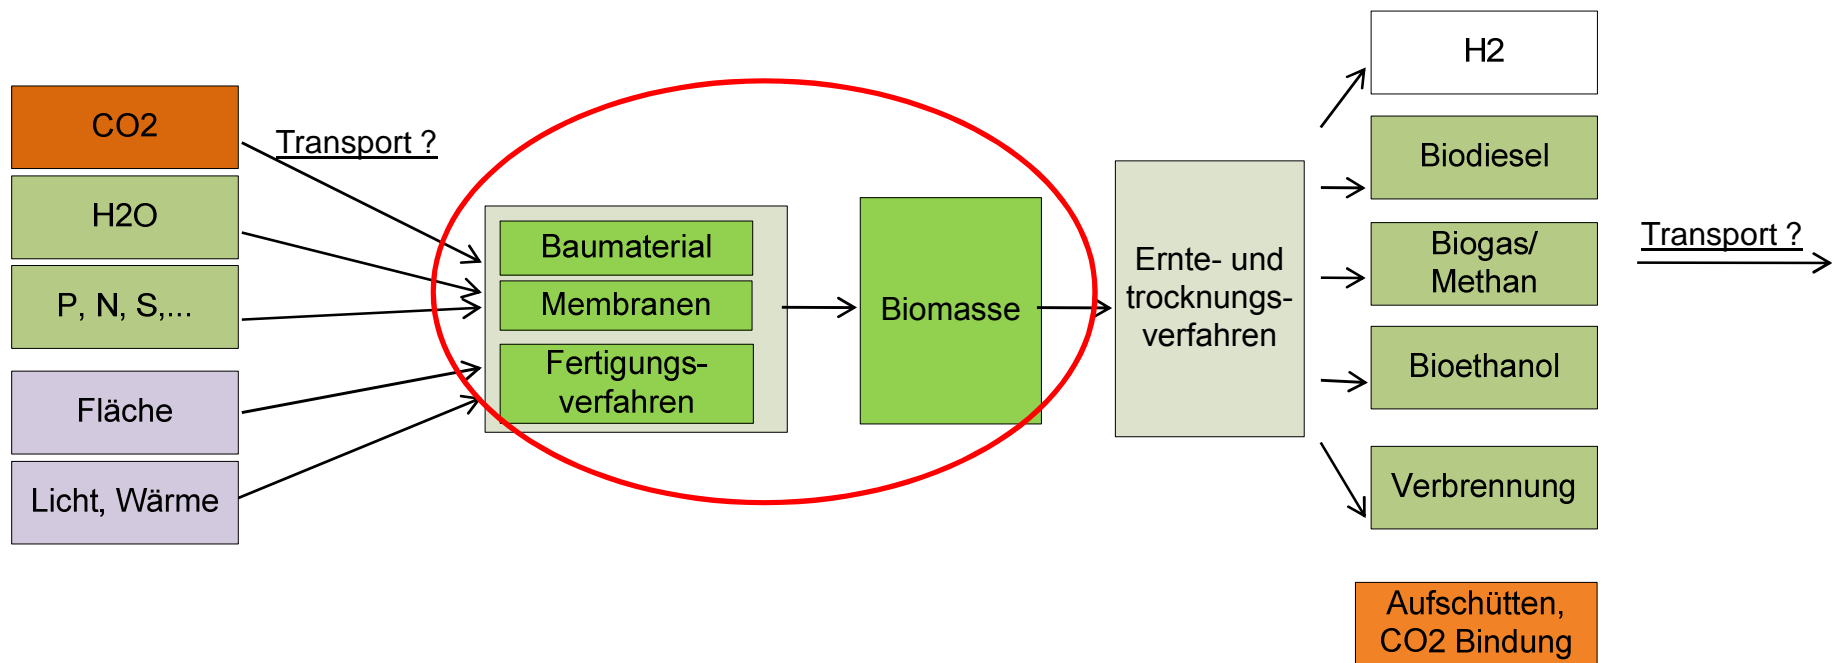 CO2
H2O
P, N, S,...
Fläche
Licht, Wärme
Transport ?
Baumaterial
Membranen
Fertigungs-
verfahren
Biomasse
Ernte- und
trocknungs-
verfahren
H2
Biodiesel
Biogas/
Methan
Bioethanol
Verbrennung
Aufschütten,
CO2 Bindung
Transport ?